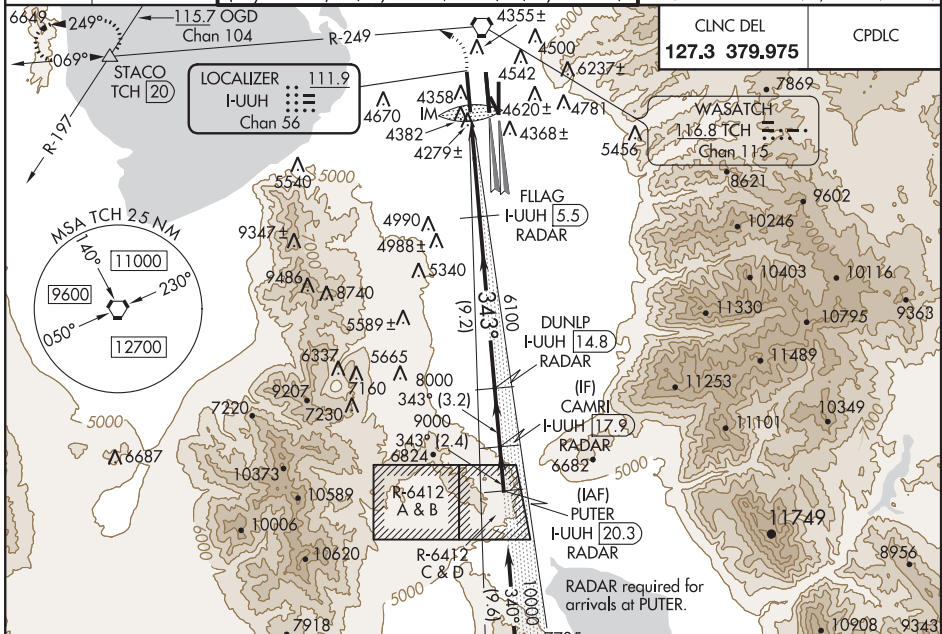 6649
249°
069°
STACO
TCH 20
R-197
115.7 OGD
Chan 104
R-249
LOCALIZER 111.9
I-UUH
Chan 56
4355±
4500
4542
6237±
CLNC DEL
127.3 379.975
CPDLC
7869
4670
4358
IM
4382
4279±
4620±
4781
4368±
5456
WASATCH
116.8 TCH
Chan 115
5540
5000
8621
9602
FLLAG
I-UUH 5.5
RADAR
MSA TCH 25 NM
140°
11000
9600
230°
050°
12700
9347±
4990
4988±
10246
9486
8740
5340
10403
10116
343°
(9.2)
6100
11330
9363
5589±
10795
DUNLP
I-UUH 14.8
RADAR
6337
5665
7160
11489
8000
343° (3.2)
9207
7220
7230
11253
(IF)
CAMRI
I-UUH 17.9
RADAR
10349
11101
5000
9000
343° (2.4)
6824
6687
6682
5000
10373
R-6412
A & B
10589
(IAF)
PUTER
I-UUH 20.3
RADAR
10006
11749
R-6412
C & D
10620
8956
5000
340°
(9.6)
10000
RADAR required for
arrivals at PUTER.
7918
10908
9343